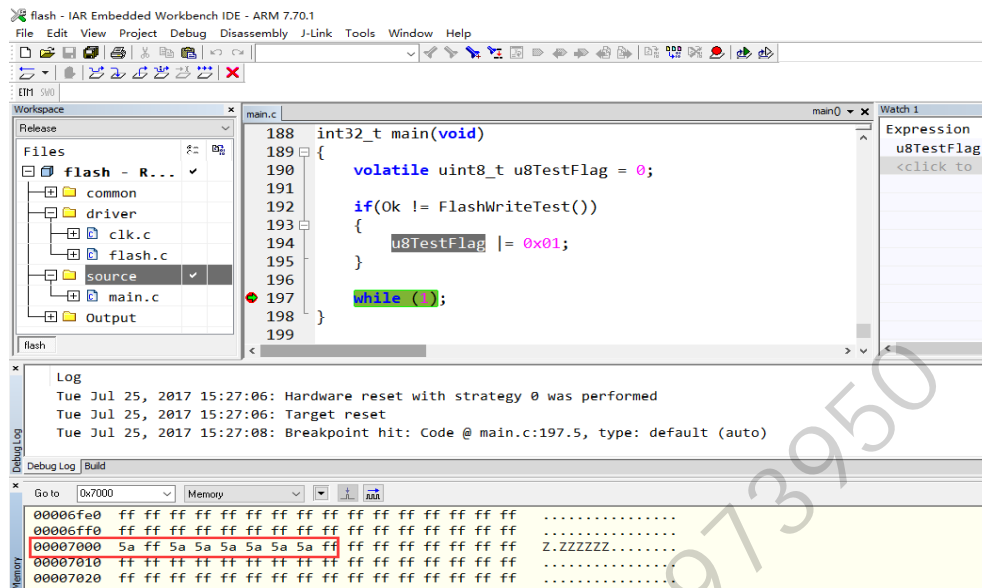 flash - IAR Embedded Workbench IDE - ARM 7.70.1
File Edit View Project Debug Disassembly J-Link Tools Window Help
ETM SWO
Workspace
Release
Files
flash - R...
common
driver
clk.c
flash.c
source
main.c
Output
flash
main.c
main()
188 int32_t main(void)
189 {
190 volatile uint8_t u8TestFlag = 0;
191
192 if(Ok != FlashWriteTest())
193 {
194 u8TestFlag |= 0x01;
195 }
196
197 while (1);
198 }
199
Watch 1
Expression
u8TestFlag
<click to
Log
Tue Jul 25, 2017 15:27:06: Hardware reset with strategy 0 was performed
Tue Jul 25, 2017 15:27:06: Target reset
Tue Jul 25, 2017 15:27:08: Breakpoint hit: Code @ main.c:197.5, type: default (auto)
Debug Log
Debug Log Build
Go to 0x7000 Memory
00006fe0 ff ff ff ff ff ff ff ff ff ff ff ff ff ff ff ff ................
00006ff0 ff ff ff ff ff ff ff ff ff ff ff ff ff ff ff ff ................
00007000 5a ff 5a 5a 5a 5a 5a 5a ff ff ff ff ff ff ff ff Z.ZZZZZZ........
00007010 ff ff ff ff ff ff ff ff ff ff ff ff ff ff ff ff ................
00007020 ff ff ff ff ff ff ff ff ff ff ff ff ff ff ff ff ................
Memory
973950